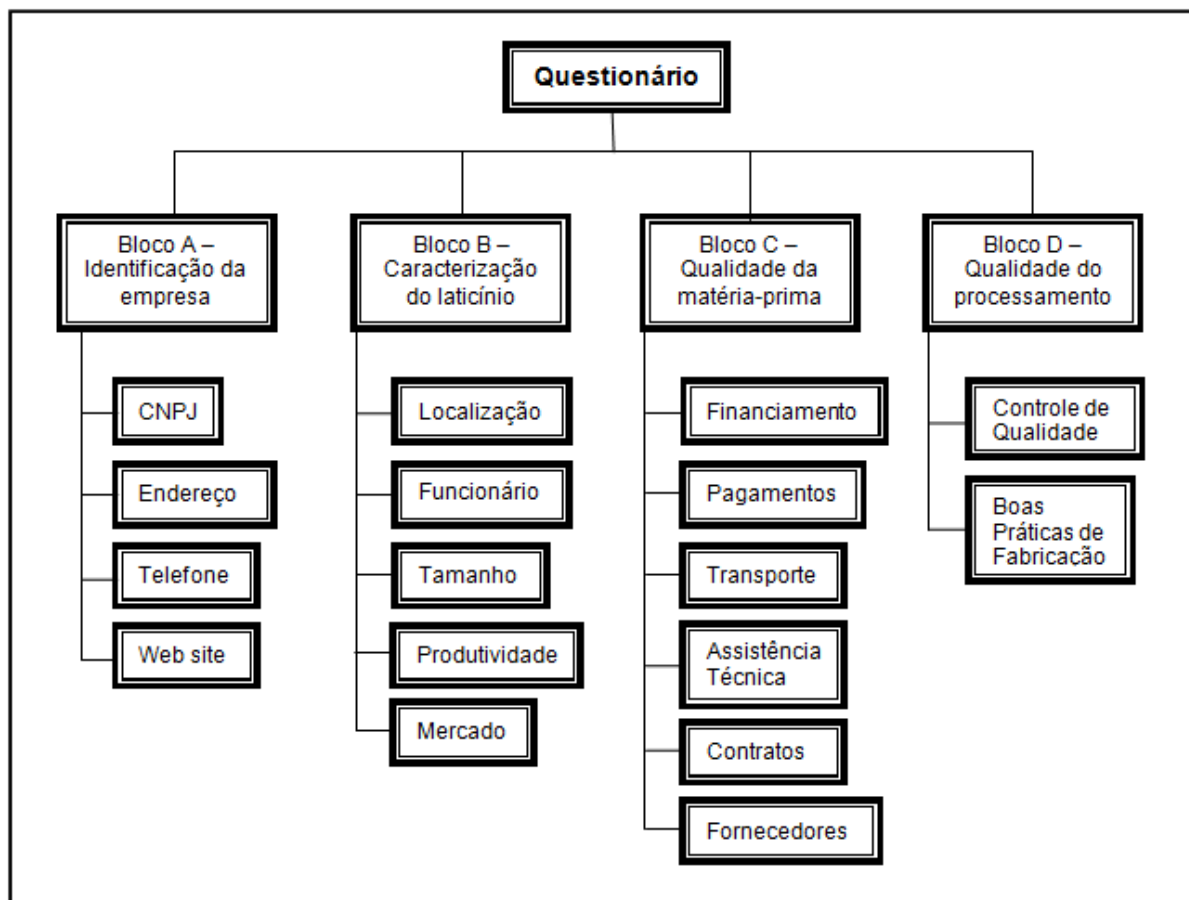 Questionário
Bloco A –
Identificação da
empresa
CNPJ
Endereço
Telefone
Web site
Bloco B –
Caracterização
do laticínio
Localização
Funcionário
Tamanho
Produtividade
Mercado
Bloco C –
Qualidade da
matéria-prima
Financiamento
Pagamentos
Transporte
Assistência
Técnica
Contratos
Fornecedores
Bloco D –
Qualidade do
processamento
Controle de
Qualidade
Boas
Práticas de
Fabricação